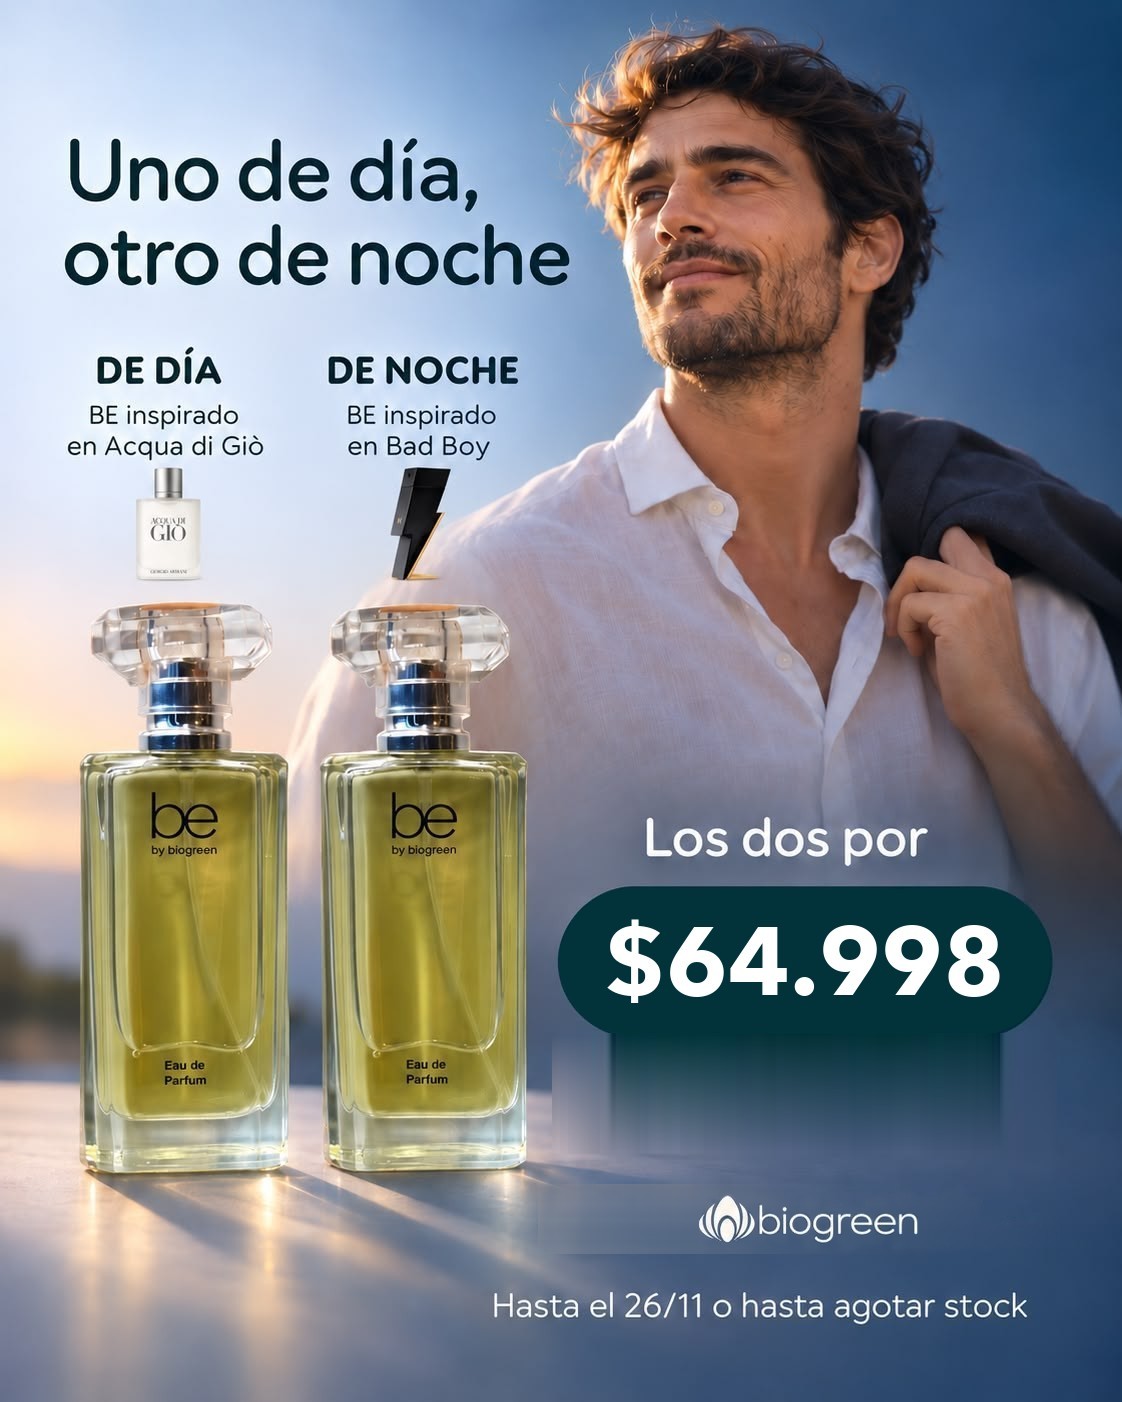 Uno de día,
otro de noche
DE DÍA
BE inspirado
en Acqua di Giò
DE NOCHE
BE inspirado
en Bad Boy
ACQUA DI
GIÒ
GIORGIO ARMANI
be
by biogreen
Eau de
Parfum
be
by biogreen
Eau de
Parfum
Los dos por
$64.998
biogreen
Hasta el 26/11 o hasta agotar stock